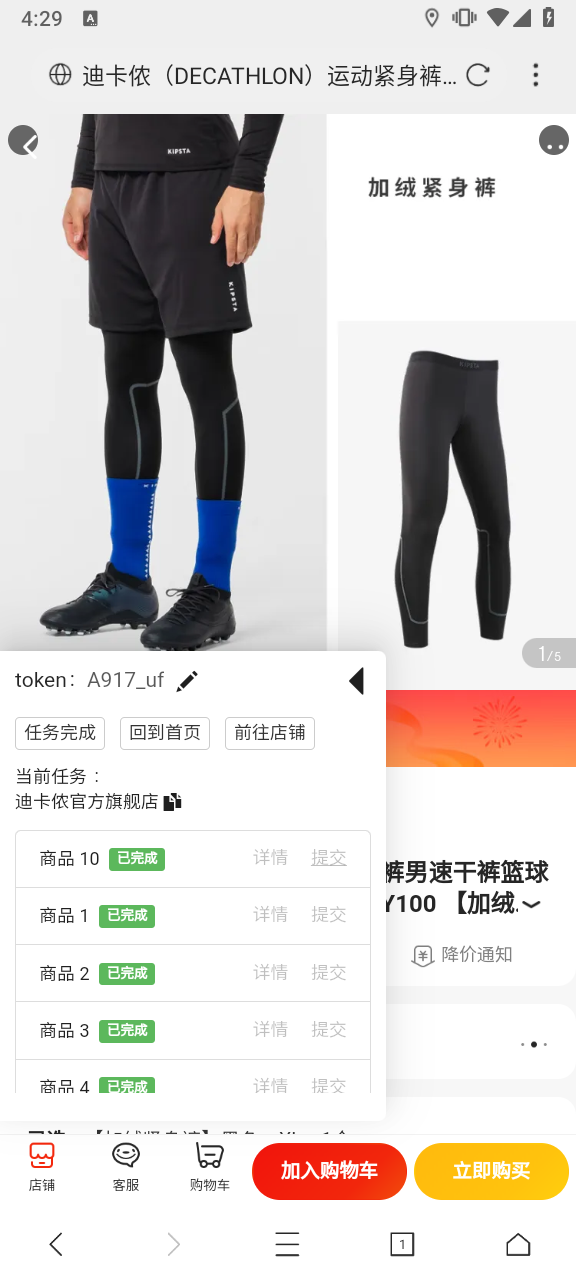 4:29
A
迪卡侬（DECATHLON）运动紧身裤...
KIPSTA
加绒紧身裤
KIPSTA
KIPSTA
1/5
token: A917_uf
任务完成
回到首页
前往店铺
当前任务：
迪卡侬官方旗舰店
商品 10 已完成 详情 提交
裤男速干裤篮球
Y100 【加绒...
商品 1 已完成 详情 提交
¥ 降价通知
商品 2 已完成 详情 提交
商品 3 已完成 详情 提交
商品 4 已完成 详情 提交
店铺
客服
购物车
加入购物车
立即购买
1